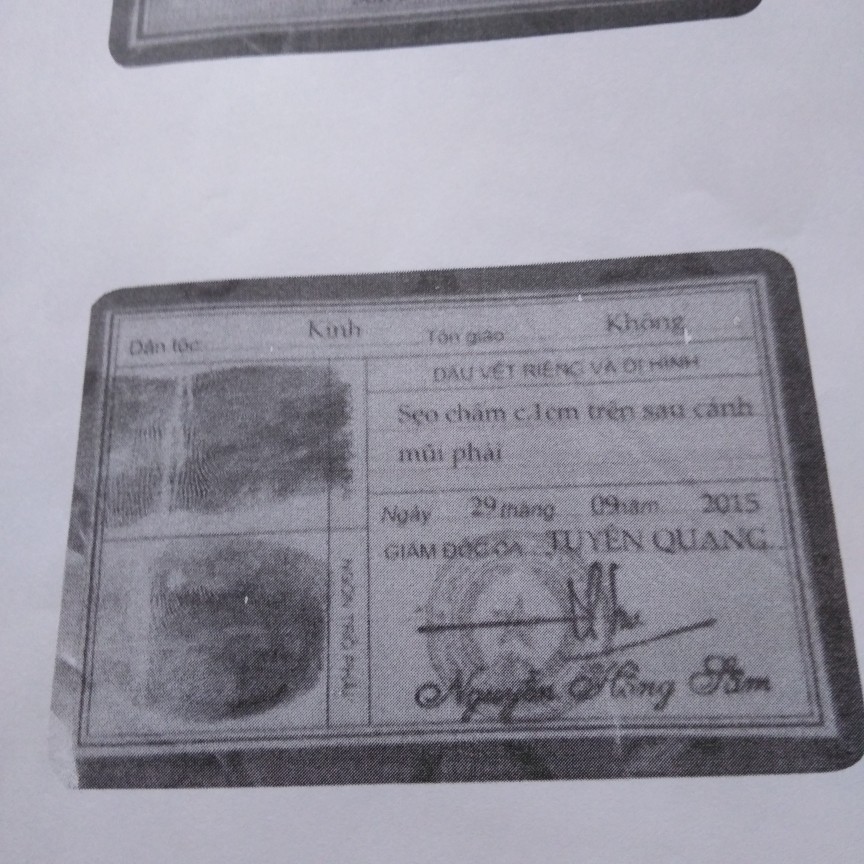 Dân tộc: Kinh Tôn giáo: Không
DẤU VẾT RIÊNG VÀ DỊ HÌNH
Sẹo chấm c.1cm trên sau cánh
mũi phải
Ngày 29 tháng 09 năm 2015
GIÁM ĐỐC CA TUYÊN QUANG
NGÓN TRỎ PHẢI
Nguyễn Hồng Sâm